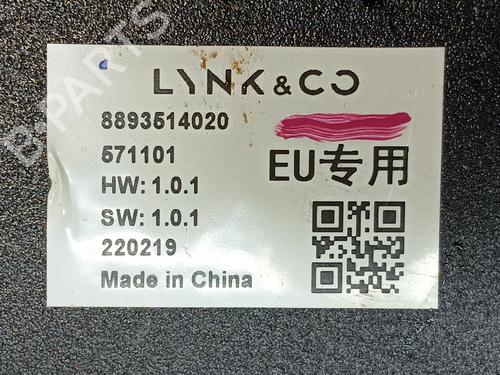 LYNK & CO
8893514020
571101
EU专用
HW: 1.0.1
SW: 1.0.1
220219
Made in China
B-PARTS